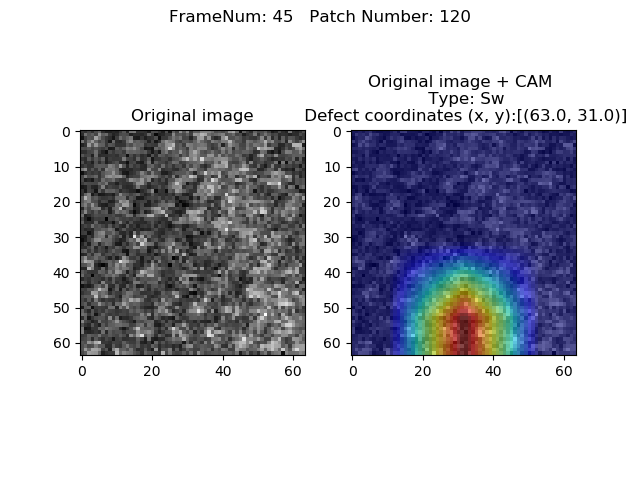 FrameNum: 45   Patch Number: 120
Original image
0
10
20
30
40
50
60
0 20 40 60
Original image + CAM
Type: Sw
Defect coordinates (x, y):[(63.0, 31.0)]
0
10
20
30
40
50
60
0 20 40 60